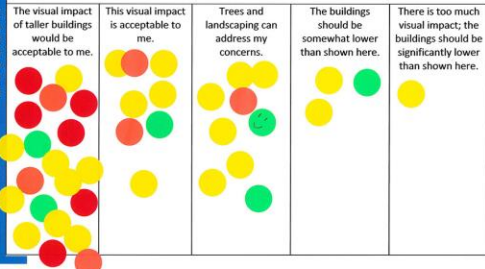 The visual impact
of taller buildings
would be
acceptable to me.
This visual impact
is acceptable to
me.
Trees and
landscaping can
address my
concerns.
The buildings
should be
somewhat lower
than shown here.
There is too much
visual impact; the
buildings should be
significantly lower
than shown here.